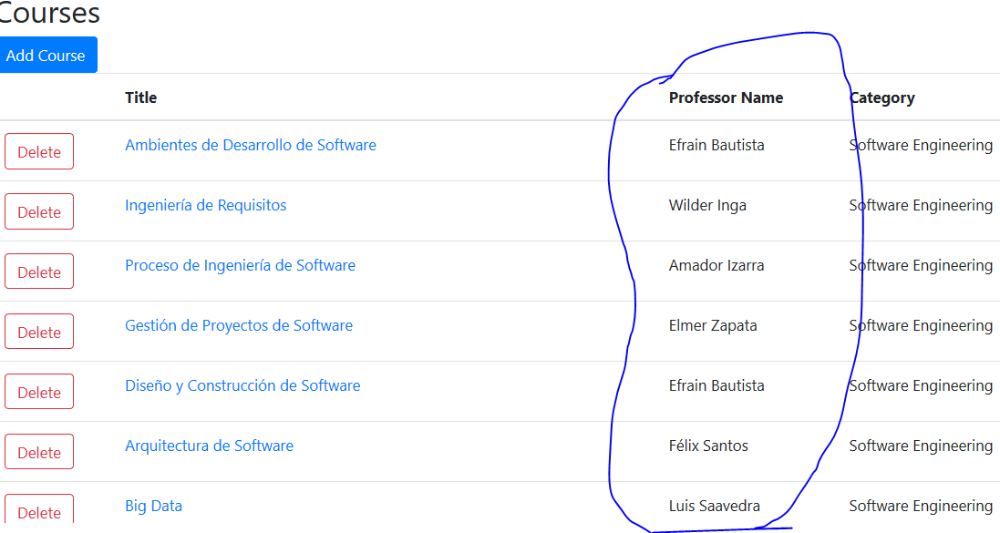 Courses
Add Course
Title Professor Name Category
Delete Ambientes de Desarrollo de Software Efrain Bautista Software Engineering
Delete Ingeniería de Requisitos Wilder Inga Software Engineering
Delete Proceso de Ingeniería de Software Amador Izarra Software Engineering
Delete Gestión de Proyectos de Software Elmer Zapata Software Engineering
Delete Diseño y Construcción de Software Efrain Bautista Software Engineering
Delete Arquitectura de Software Félix Santos Software Engineering
Delete Big Data Luis Saavedra Software Engineering